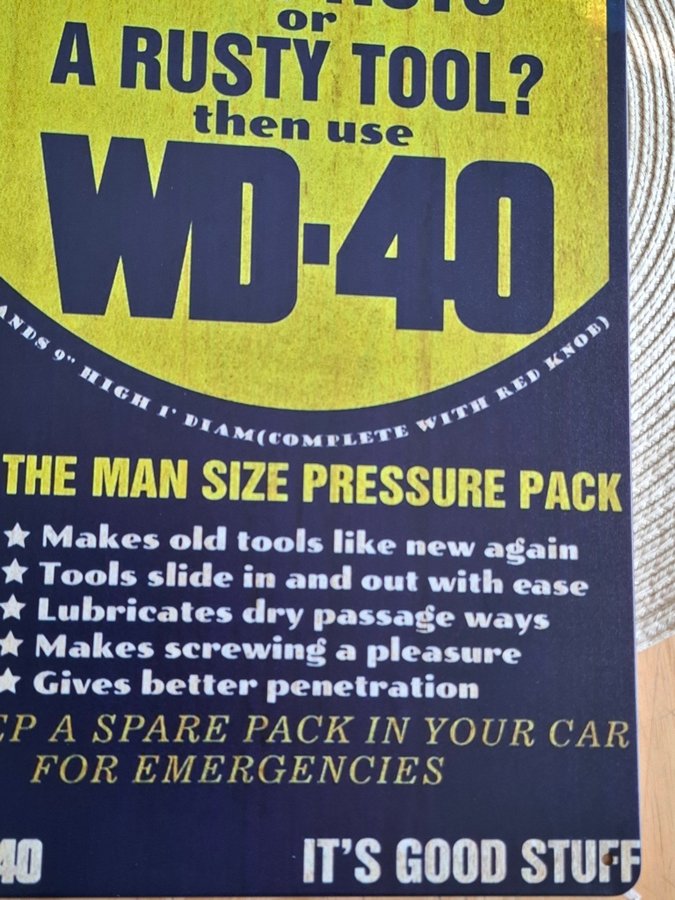 or
A RUSTY TOOL?
then use
WD-40
9" HIGH 1' DIAM(COMPLETE WITH RED KNOB)
THE MAN SIZE PRESSURE PACK
★ Makes old tools like new again
★ Tools slide in and out with ease
★ Lubricates dry passage ways
★ Makes screwing a pleasure
★ Gives better penetration
A SPARE PACK IN YOUR CAR
FOR EMERGENCIES
40
IT'S GOOD STUFF